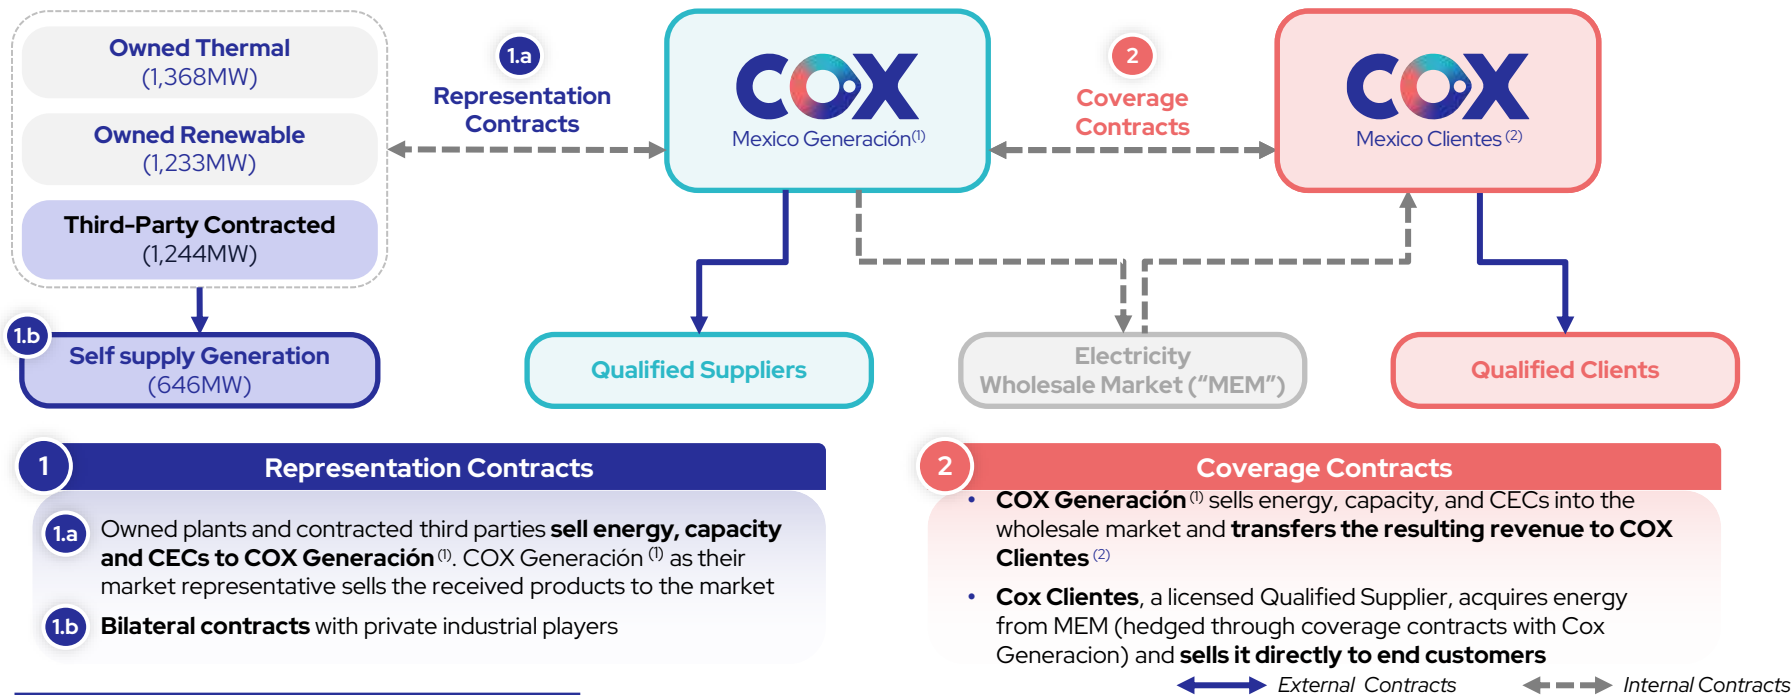 Owned Thermal
(1,368MW)
Owned Renewable
(1,233MW)
Third-Party Contracted
(1,244MW)
1.b
Self supply Generation
(646MW)
1.a
Representation
Contracts
COX
Mexico Generación(1)
2
Coverage
Contracts
COX
Mexico Clientes (2)
Qualified Suppliers
Electricity
Wholesale Market (“MEM”)
Qualified Clients
1
Representation Contracts
1.a
Owned plants and contracted third parties sell energy, capacity
and CECs to COX Generación (1). COX Generación (1) as their
market representative sells the received products to the market
1.b
Bilateral contracts with private industrial players
2
Coverage Contracts
• COX Generación (1) sells energy, capacity, and CECs into the
wholesale market and transfers the resulting revenue to COX
Clientes (2)
• Cox Clientes, a licensed Qualified Supplier, acquires energy
from MEM (hedged through coverage contracts with Cox
Generacion) and sells it directly to end customers
External Contracts
Internal Contracts